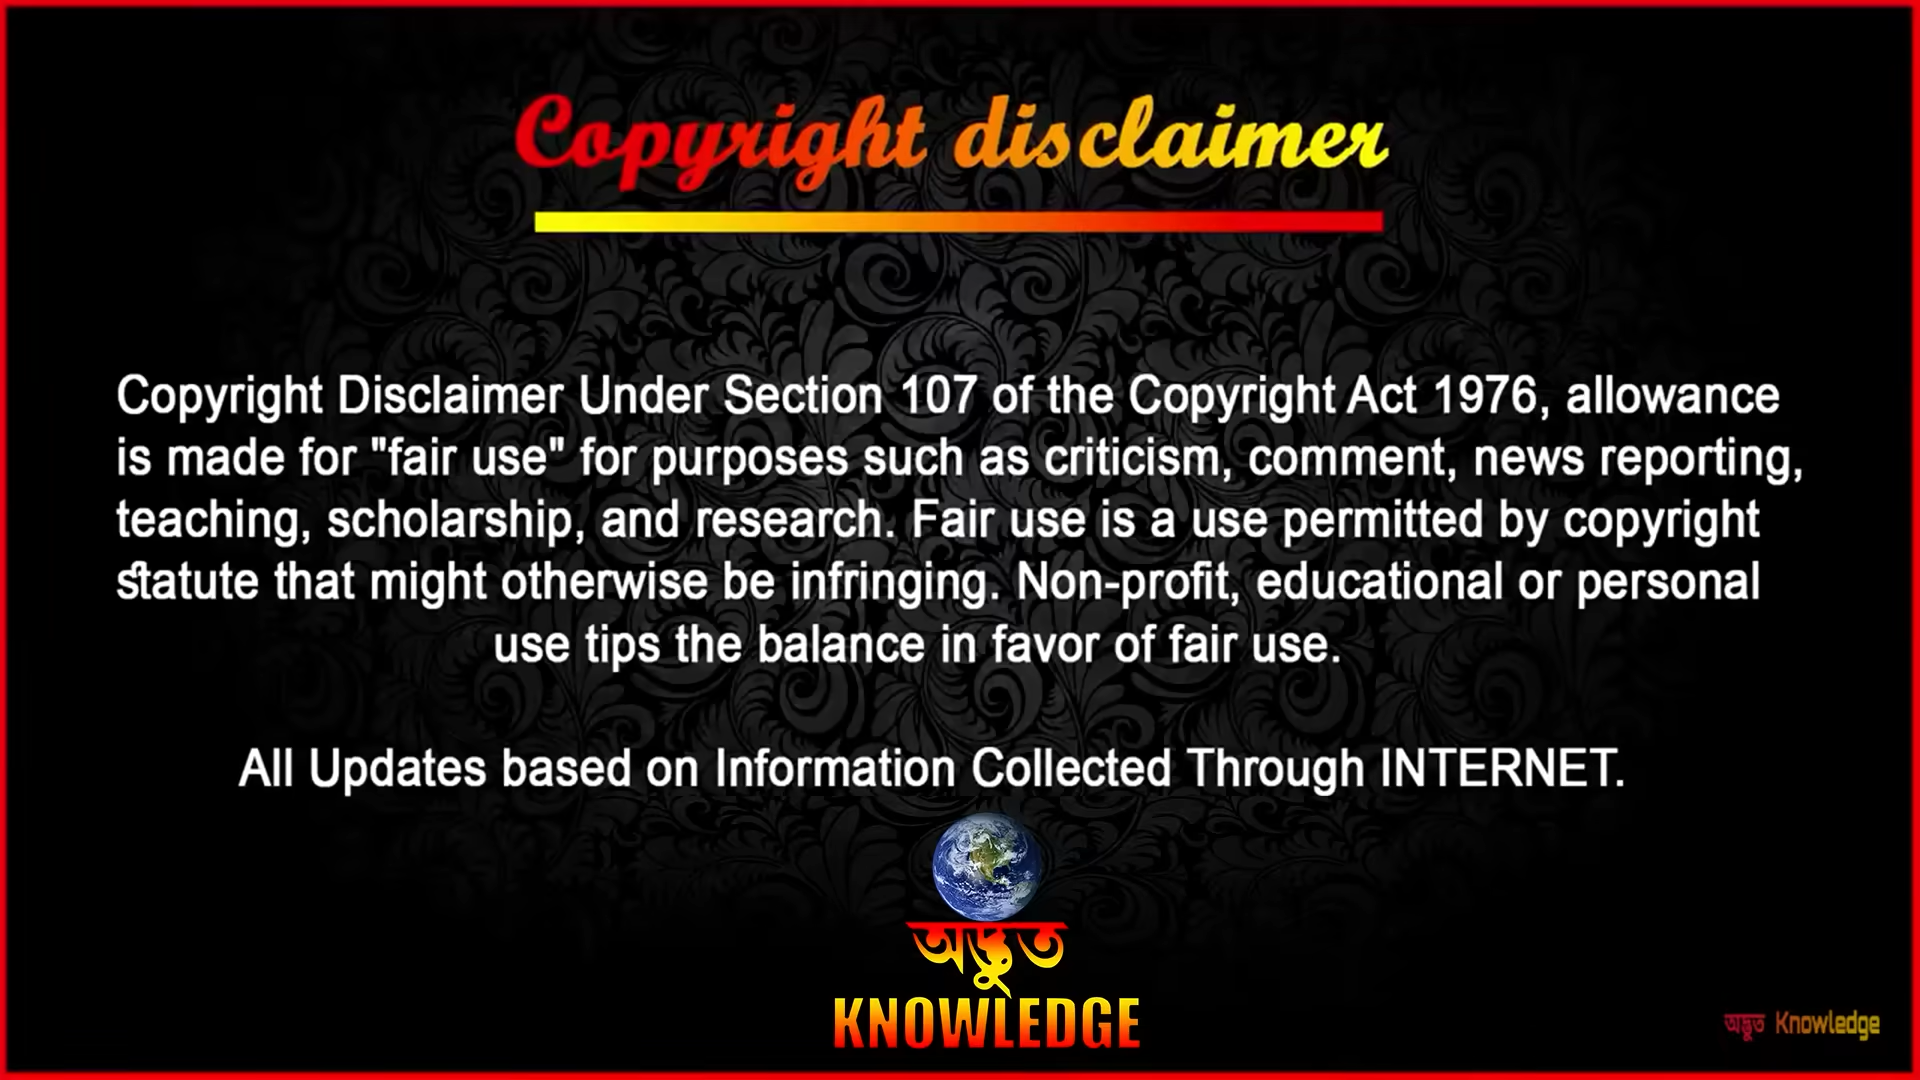 Copyright disclaimer
Copyright Disclaimer Under Section 107 of the Copyright Act 1976, allowance
is made for "fair use" for purposes such as criticism, comment, news reporting,
teaching, scholarship, and research. Fair use is a use permitted by copyright
statute that might otherwise be infringing. Non-profit, educational or personal
use tips the balance in favor of fair use.
All Updates based on Information Collected Through INTERNET.
অদ্ভুত
KNOWLEDGE
অদ্ভুত Knowledge